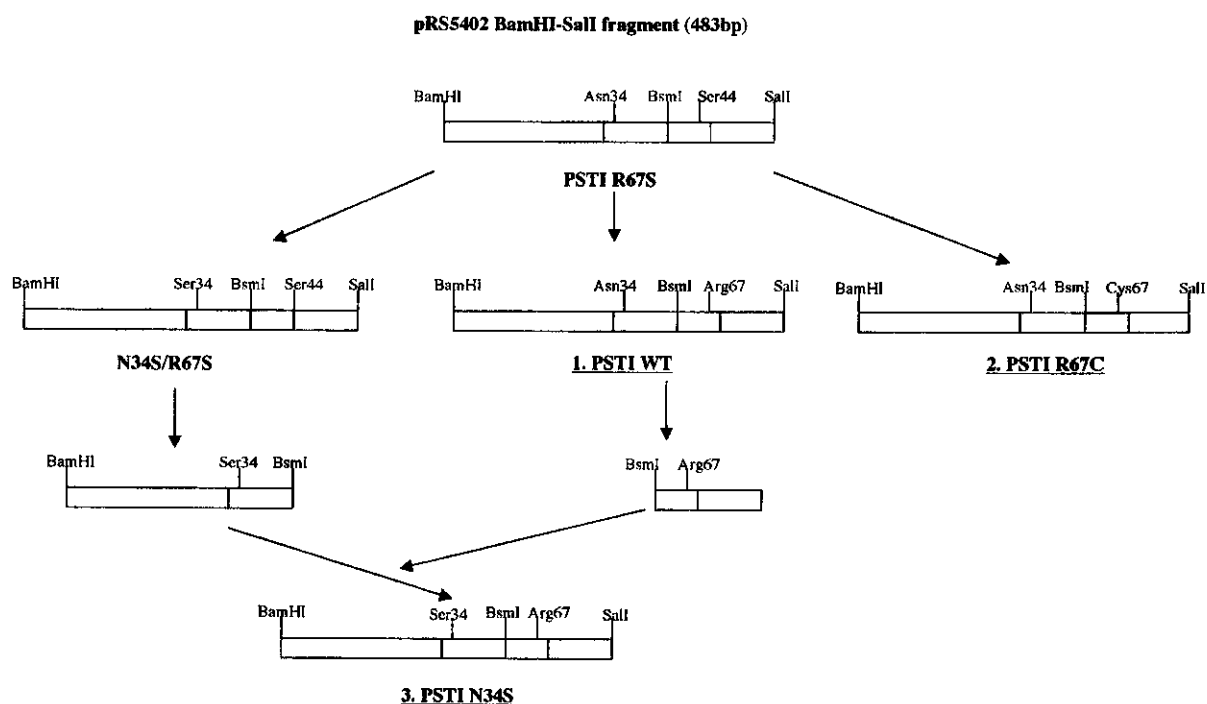 pRS5402 BamHI-SalI fragment (483bp)
BamHI Asn34 BsmI Ser44 SalI
PSTI R67S
BamHI Ser34 BsmI Ser44 SalI
BamHI Asn34 BsmI Arg67 SalI
BamHI Asn34 BsmI Cys67 SalI
N34S/R67S
1. PSTI WT
2. PSTI R67C
BamHI Ser34 BsmI
BsmI Arg67
BamHI Ser34 BsmI Arg67 SalI
3. PSTI N34S